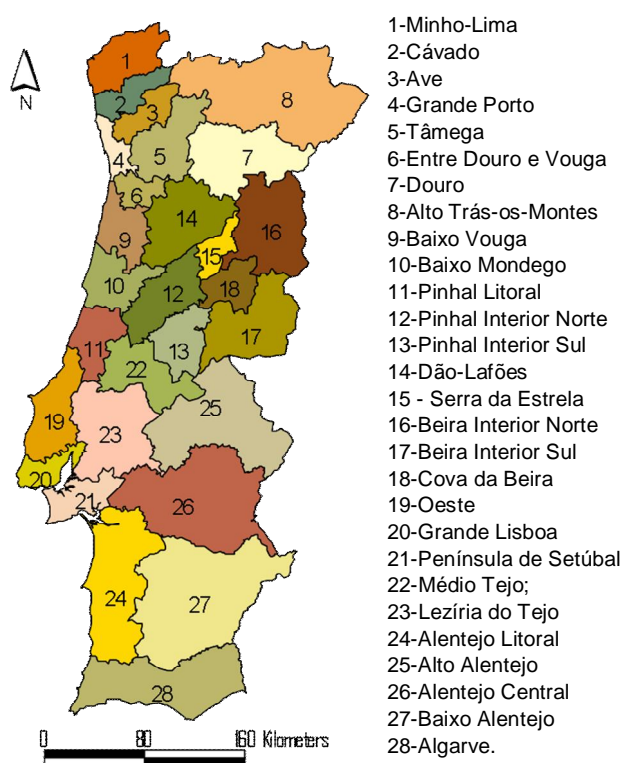 1-Minho-Lima
2-Cávado
3-Ave
4-Grande Porto
5-Tâmega
6-Entre Douro e Vouga
7-Douro
8-Alto Trás-os-Montes
9-Baixo Vouga
10-Baixo Mondego
11-Pinhal Litoral
12-Pinhal Interior Norte
13-Pinhal Interior Sul
14-Dão-Lafões
15 - Serra da Estrela
16-Beira Interior Norte
17-Beira Interior Sul
18-Cova da Beira
19-Oeste
20-Grande Lisboa
21-Península de Setúbal
22-Médio Tejo;
23-Lezíria do Tejo
24-Alentejo Litoral
25-Alto Alentejo
26-Alentejo Central
27-Baixo Alentejo
28-Algarve.
N
1
2
3
8
4
5
7
6
14
9
16
15
10
12
18
11
13
17
22
19
25
23
20
21
26
24
27
28
0 80 160 Kilometers